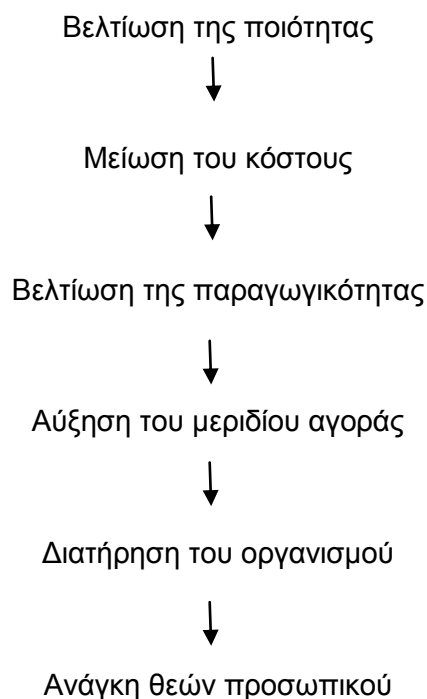 Βελτίωση της ποιότητας
Μείωση του κόστους
Βελτίωση της παραγωγικότητας
Αύξηση του μεριδίου αγοράς
Διατήρηση του οργανισμού
Ανάγκη θεών προσωπικού